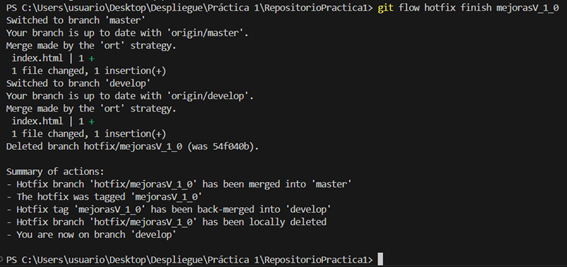 PS C:\Users\usuario\Desktop\Despliegue\Práctica 1\RepositorioPractica1> git flow hotfix finish mejorasV_1_0
Switched to branch 'master'
Your branch is up to date with 'origin/master'.
Merge made by the 'ort' strategy.
 index.html | 1 +
 1 file changed, 1 insertion(+)
Switched to branch 'develop'
Your branch is up to date with 'origin/develop'.
Merge made by the 'ort' strategy.
 index.html | 1 +
 1 file changed, 1 insertion(+)
Deleted branch hotfix/mejorasV_1_0 (was 54f040b).

Summary of actions:
- Hotfix branch 'hotfix/mejorasV_1_0' has been merged into 'master'
- The hotfix was tagged 'mejorasV_1_0'
- Hotfix tag 'mejorasV_1_0' has been back-merged into 'develop'
- Hotfix branch 'hotfix/mejorasV_1_0' has been locally deleted
- You are now on branch 'develop'

PS C:\Users\usuario\Desktop\Despliegue\Práctica 1\RepositorioPractica1>